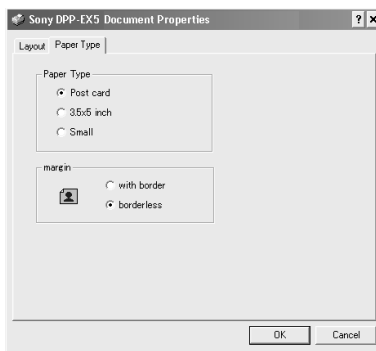 Sony DPP-EX5 Document Properties
Layout Paper Type
Paper Type
Post card
3.5x5 inch
Small
margin
with border
borderless
OK Cancel